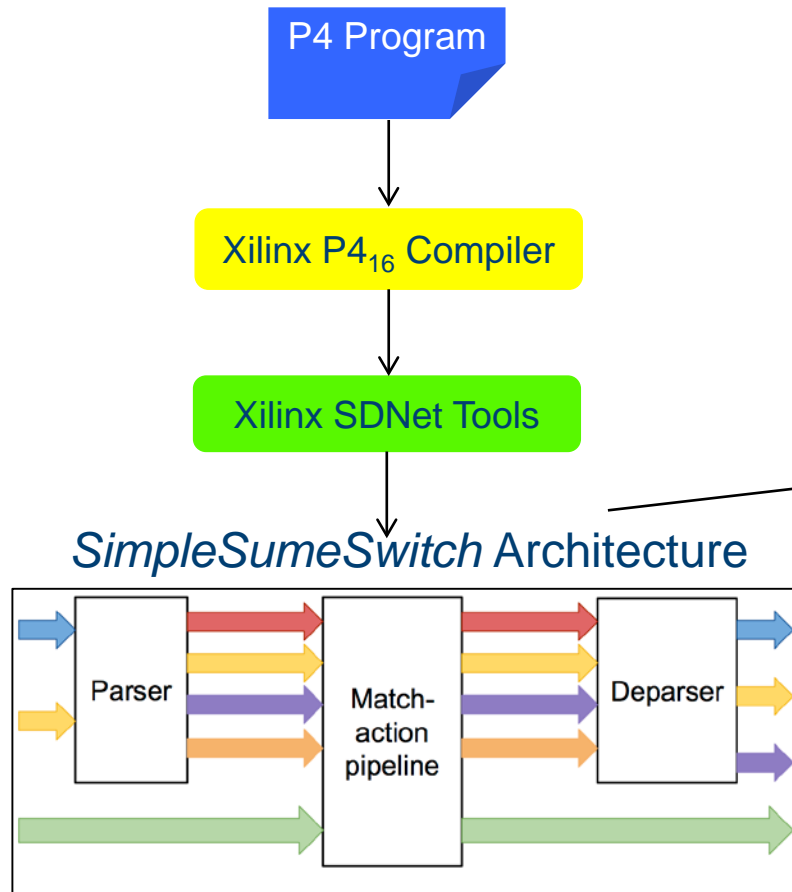 P4 Program
Xilinx P4₁₆ Compiler
Xilinx SDNet Tools
SimpleSumeSwitch Architecture
Parser
Match-
action
pipeline
Deparser